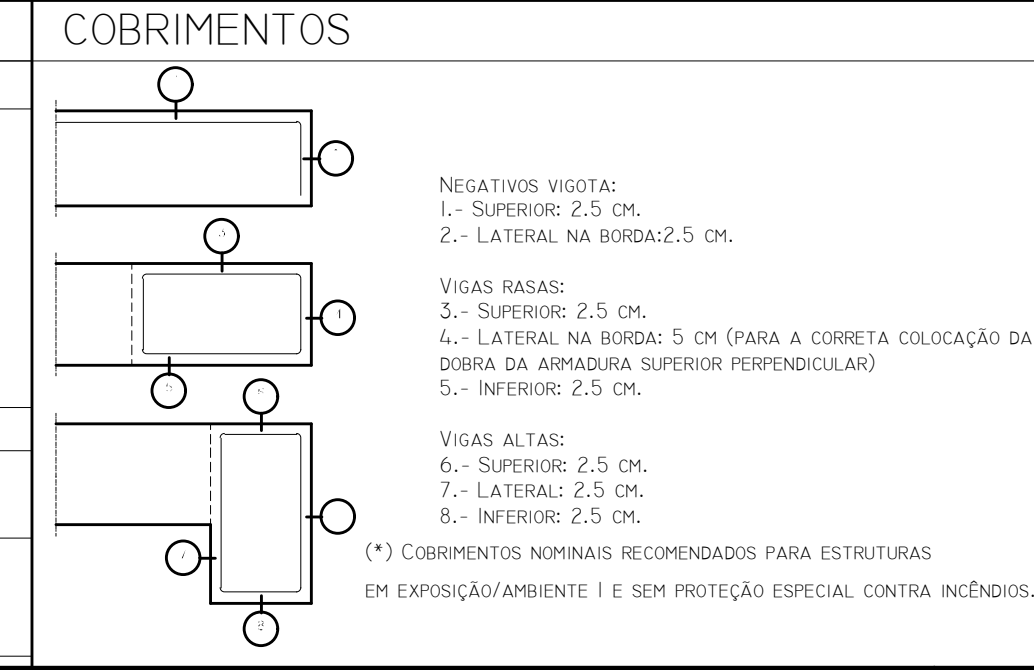 COBRIMENTOS
NEGATIVOS VIGOTA:
1.- SUPERIOR: 2.5 CM.
2.- LATERAL NA BORDA:2.5 CM.
VIGAS RASAS:
3.- SUPERIOR: 2.5 CM.
4.- LATERAL NA BORDA: 5 CM (PARA A CORRETA COLOCAÇÃO DA
DOBRA DA ARMADURA SUPERIOR PERPENDICULAR)
5.- INFERIOR: 2.5 CM.
VIGAS ALTAS:
6.- SUPERIOR: 2.5 CM.
7.- LATERAL: 2.5 CM.
8.- INFERIOR: 2.5 CM.
(*) COBRIMENTOS NOMINAIS RECOMENDADOS PARA ESTRUTURAS
EM EXPOSIÇÃO/AMBIENTE I E SEM PROTEÇÃO ESPECIAL CONTRA INCÊNDIOS.